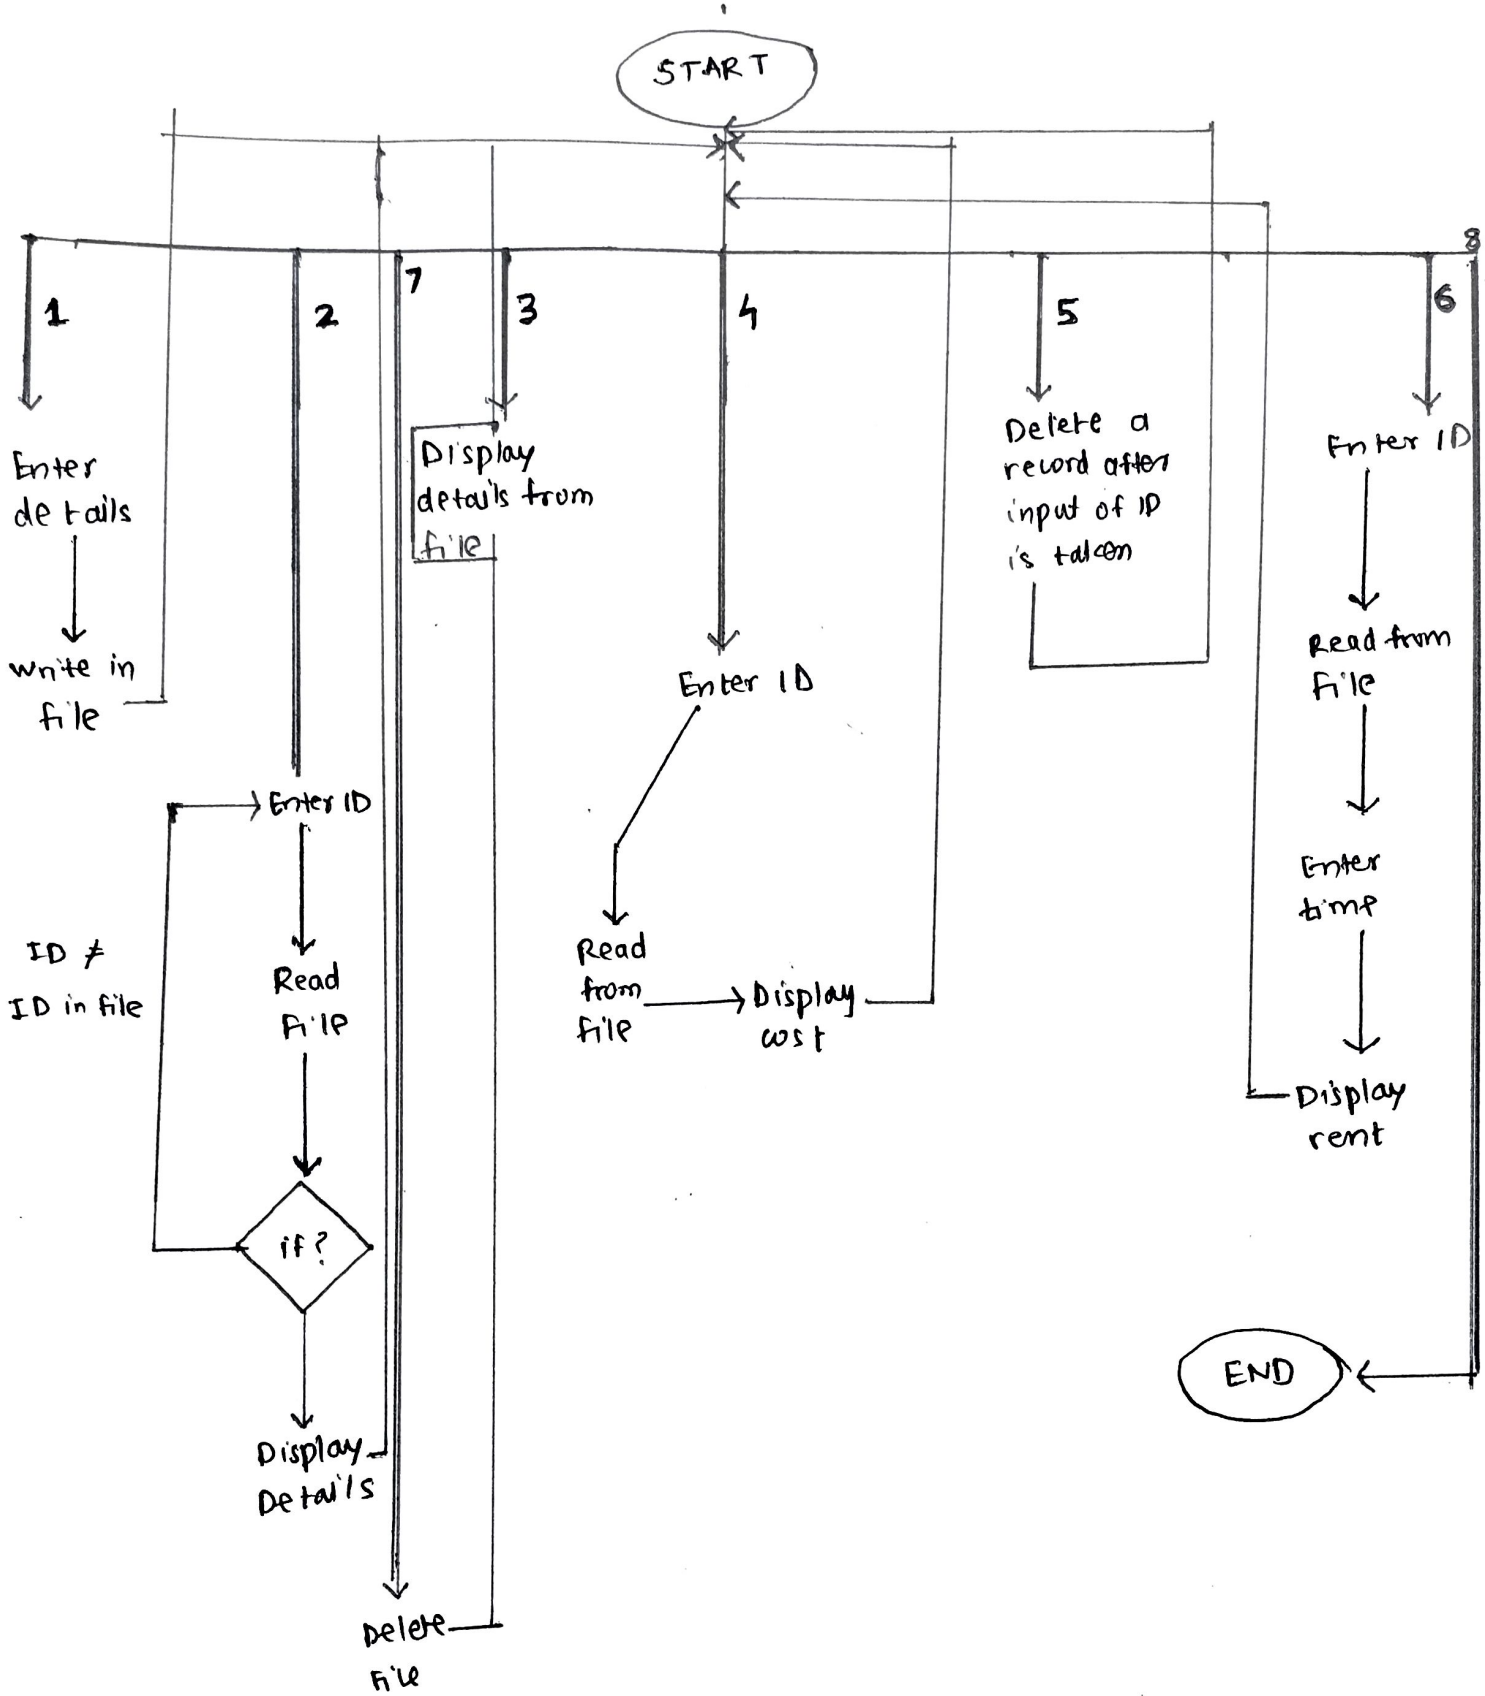 START
8
1
2
7
3
4
5
6
Enter
details
Write in
file
Enter ID
Read
File
ID ≠
ID in file
if?
Display
Details
Delete
File
Display
details from
file
Enter ID
Read
from
file
Display
cost
Delete a
record after
input of ID
is taken
Enter ID
Read from
File
Enter
time
Display
rent
END